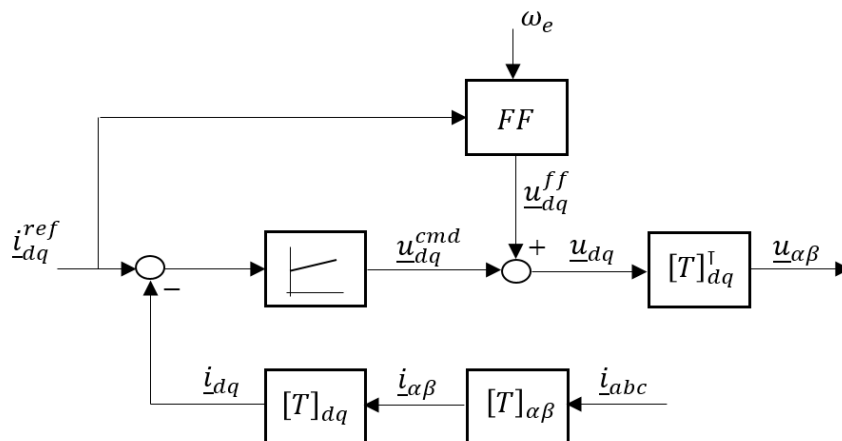 ω_e
FF
u_dq^ff
i_dq^ref
u_dq^cmd
+
u_dq
[T]_dq^T
u_αβ
−
i_dq
[T]_dq
i_αβ
[T]_αβ
i_abc